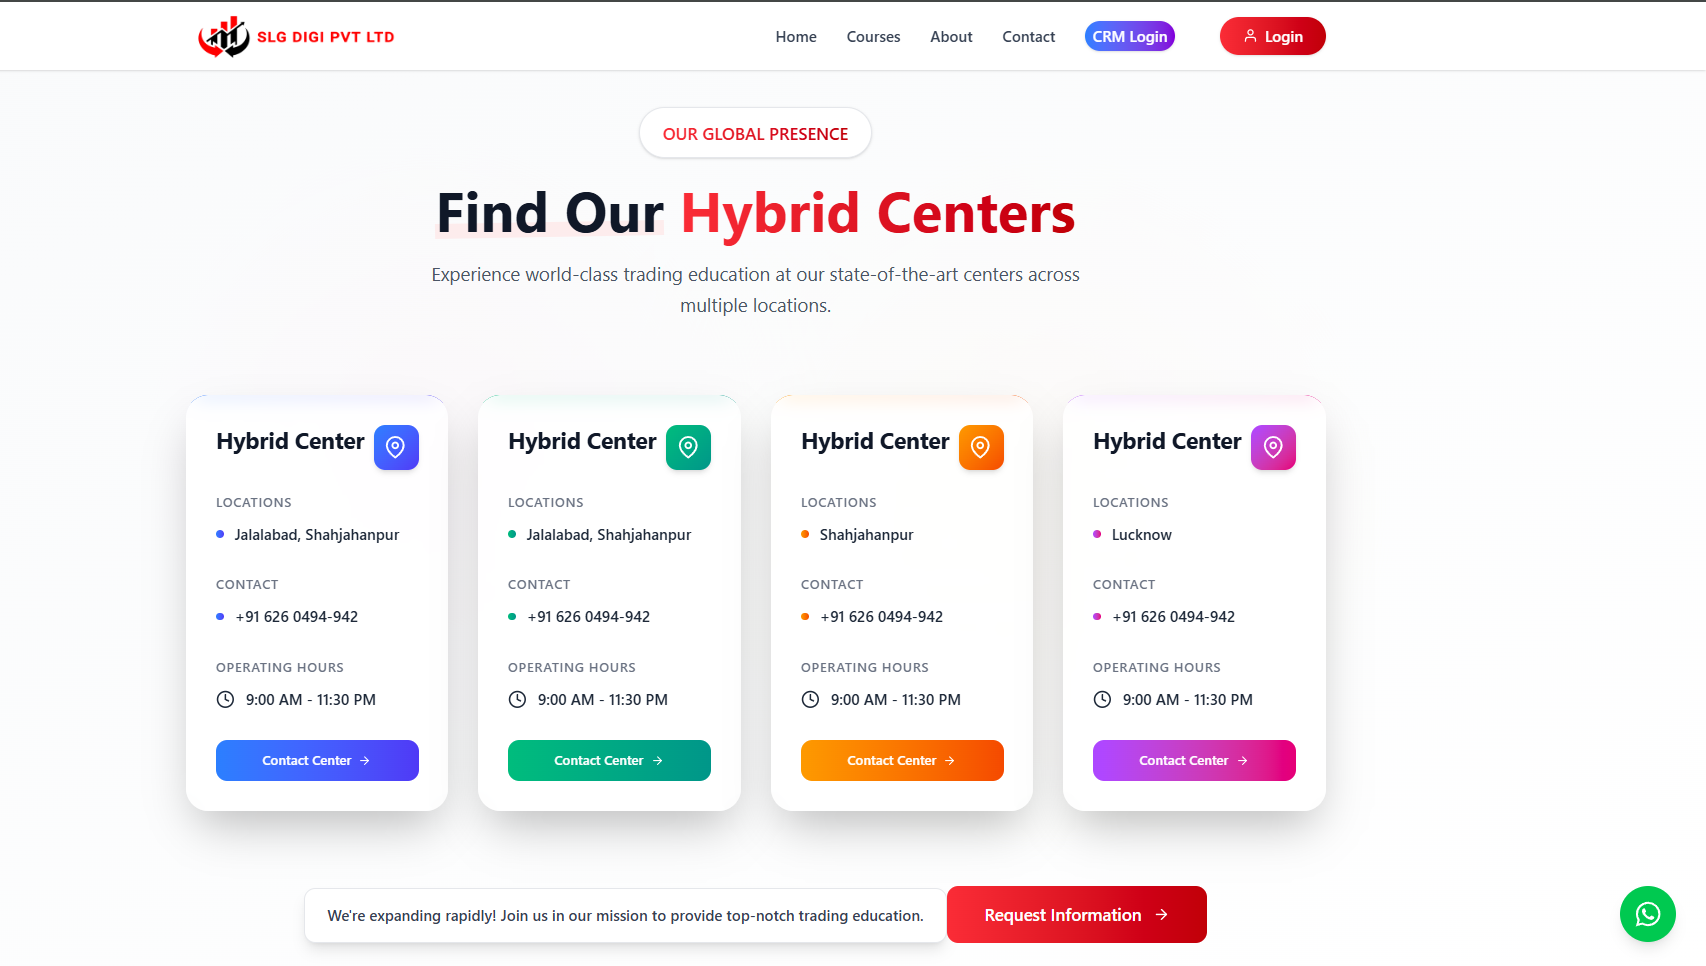 SLG DIGI PVT LTD
Home
Courses
About
Contact
CRM Login
Login
OUR GLOBAL PRESENCE
Find Our Hybrid Centers
Experience world-class trading education at our state-of-the-art centers across
multiple locations.
Hybrid Center
LOCATIONS
Jalalabad, Shahjahanpur
CONTACT
+91 626 0494-942
OPERATING HOURS
9:00 AM - 11:30 PM
Contact Center →
Hybrid Center
LOCATIONS
Jalalabad, Shahjahanpur
CONTACT
+91 626 0494-942
OPERATING HOURS
9:00 AM - 11:30 PM
Contact Center →
Hybrid Center
LOCATIONS
Shahjahanpur
CONTACT
+91 626 0494-942
OPERATING HOURS
9:00 AM - 11:30 PM
Contact Center →
Hybrid Center
LOCATIONS
Lucknow
CONTACT
+91 626 0494-942
OPERATING HOURS
9:00 AM - 11:30 PM
Contact Center →
We're expanding rapidly! Join us in our mission to provide top-notch trading education.
Request Information →